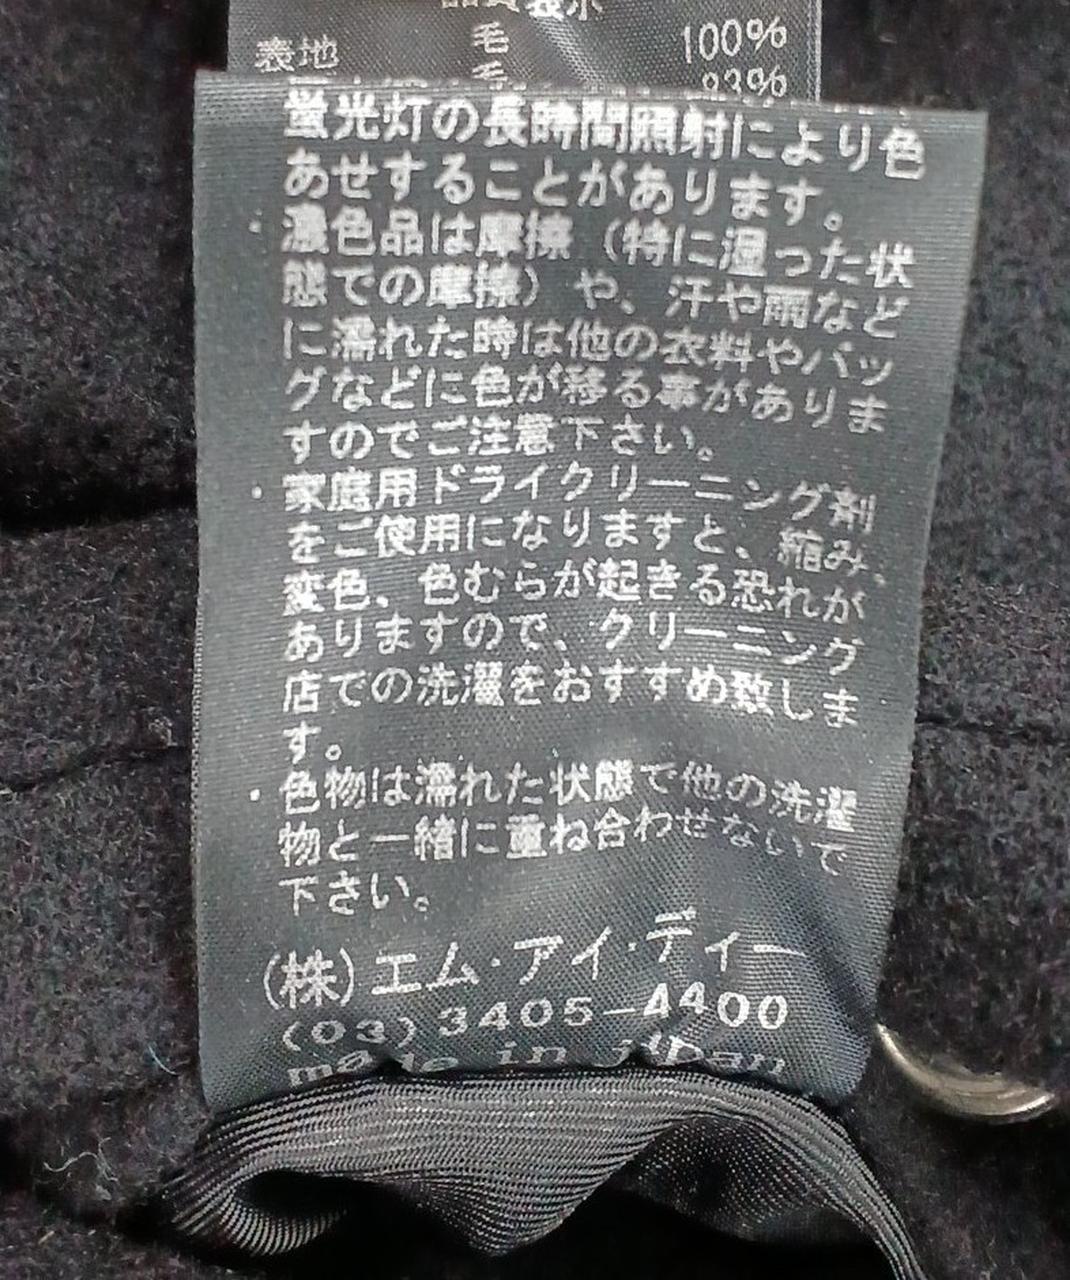 品質表示
表地 毛 100%
毛 93%
蛍光灯の長時間照射により色
あせすることがあります。
・濃色品は摩擦（特に湿った状
態での摩擦）や、汗や雨など
に濡れた時は他の衣料やバッ
グなどに色が移る事がありま
すのでご注意下さい。
・家庭用ドライクリーニング剤
をご使用になりますと、縮み、
変色、色むらが起きる恐れが
ありますので、クリーニング
店での洗濯をおすすめ致しま
す。
・色物は濡れた状態で他の洗濯
物と一緒に重ね合わせないで
下さい。
(株)エム・アイ・ディー
(03)3405-4400
made in japan